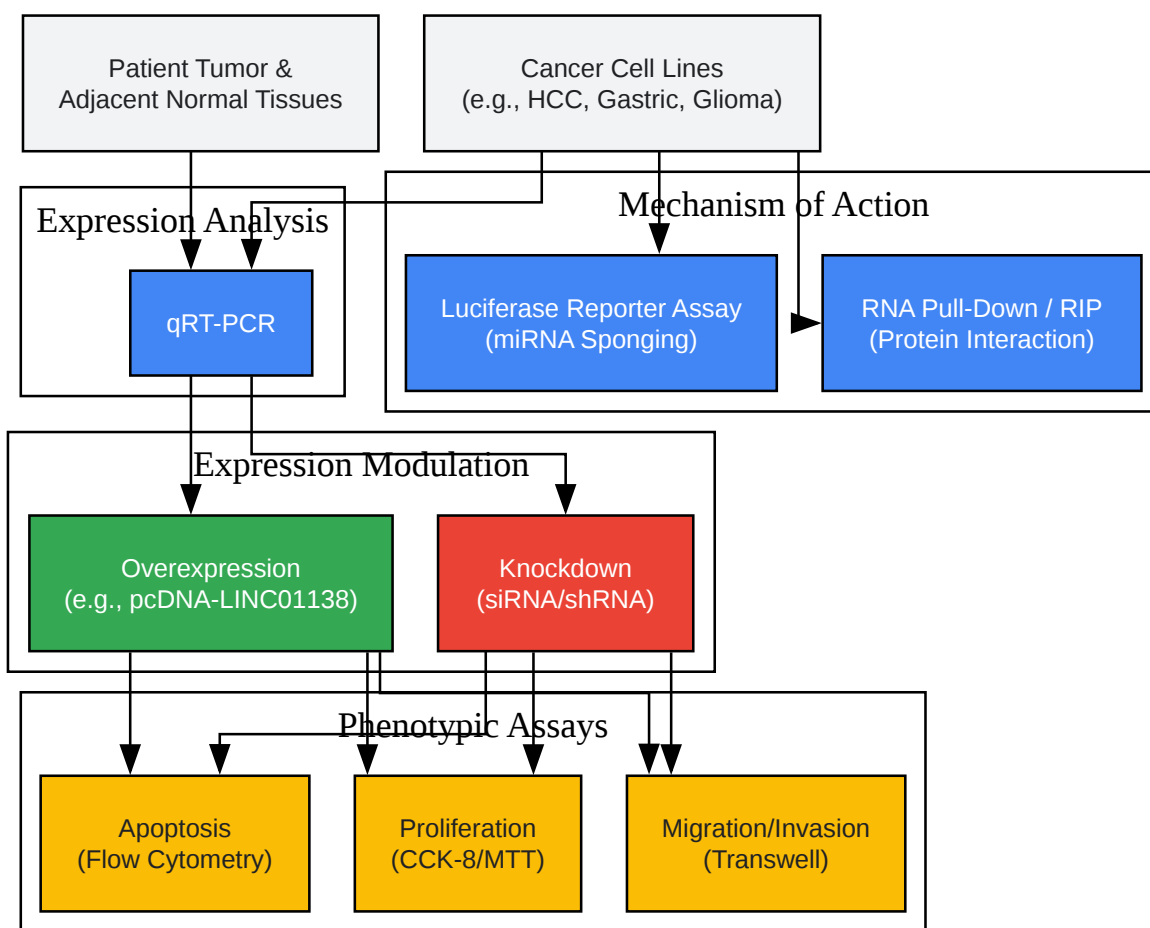 Patient Tumor &
Adjacent Normal Tissues
Cancer Cell Lines
(e.g., HCC, Gastric, Glioma)
Expression Analysis
Mechanism of Action
qRT-PCR
Luciferase Reporter Assay
(miRNA Sponging)
RNA Pull-Down / RIP
(Protein Interaction)
Expression Modulation
Overexpression
(e.g., pcDNA-LINC01138)
Knockdown
(siRNA/shRNA)
Phenotypic Assays
Apoptosis
(Flow Cytometry)
Proliferation
(CCK-8/MTT)
Migration/Invasion
(Transwell)